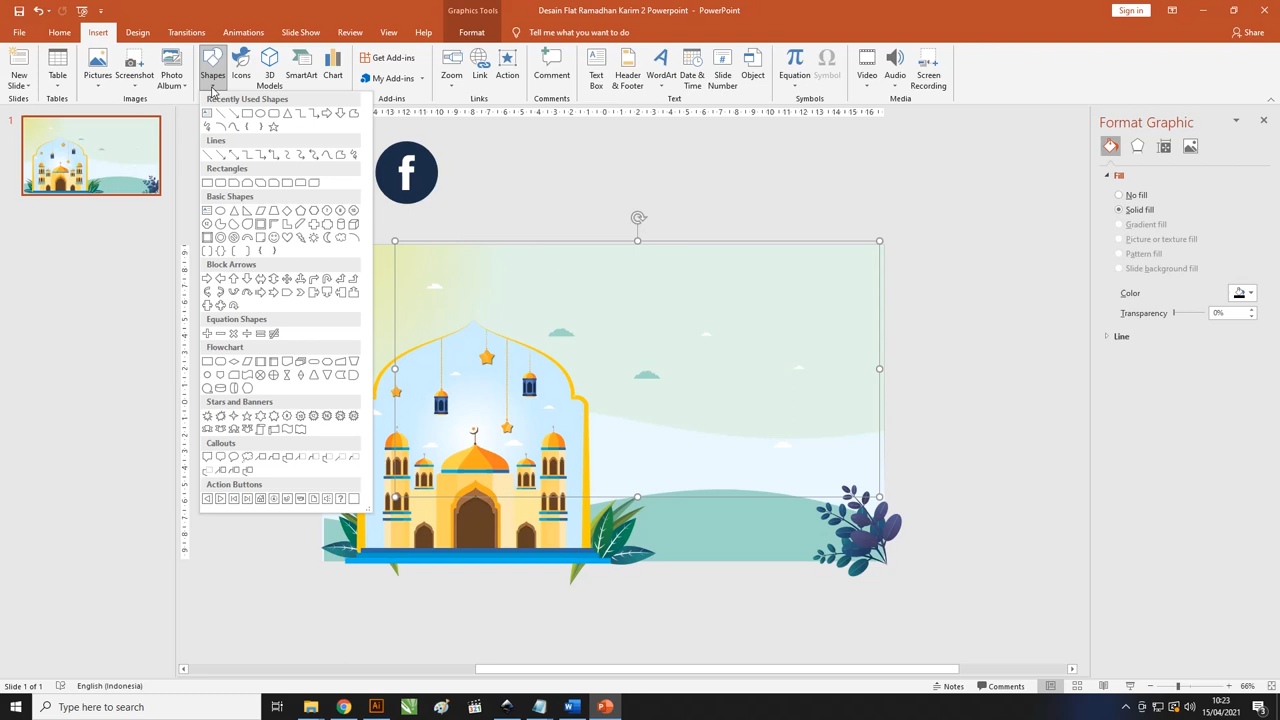 Graphics Tools
Desain Flat Ramadhan Karim 2 Powerpoint - PowerPoint
Sign in
File Home Insert Design Transitions Animations Slide Show Review View Help Format Tell me what you want to do Share
New Slide
Table
Pictures
Screenshot
Photo Album
Shapes
Icons
3D Models
SmartArt
Chart
Get Add-ins
My Add-ins
Zoom
Link
Action
Comment
Text Box
Header & Footer
WordArt
Date & Time
Slide Number
Object
Equation
Symbol
Video
Audio
Screen Recording
Slides Tables Images Add-ins Links Comments Text Symbols Media
Recently Used Shapes
Lines
Rectangles
Basic Shapes
Block Arrows
Equation Shapes
Flowchart
Stars and Banners
Callouts
Action Buttons
1
f
Format Graphic
Fill
No fill
Solid fill
Gradient fill
Picture or texture fill
Pattern fill
Slide background fill
Color
Transparency 0%
Line
Slide 1 of 1 English (Indonesia) Notes Comments 66%
Type here to search
10:23
15/04/2021